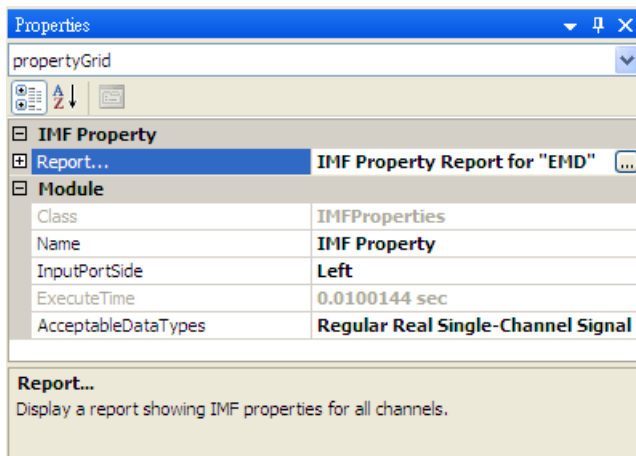 Properties
propertyGrid
IMF Property
Report... IMF Property Report for "EMD" ...
Module
Class IMFProperties
Name IMF Property
InputPortSide Left
ExecuteTime 0.0100144 sec
AcceptableDataTypes Regular Real Single-Channel Signal
Report...
Display a report showing IMF properties for all channels.